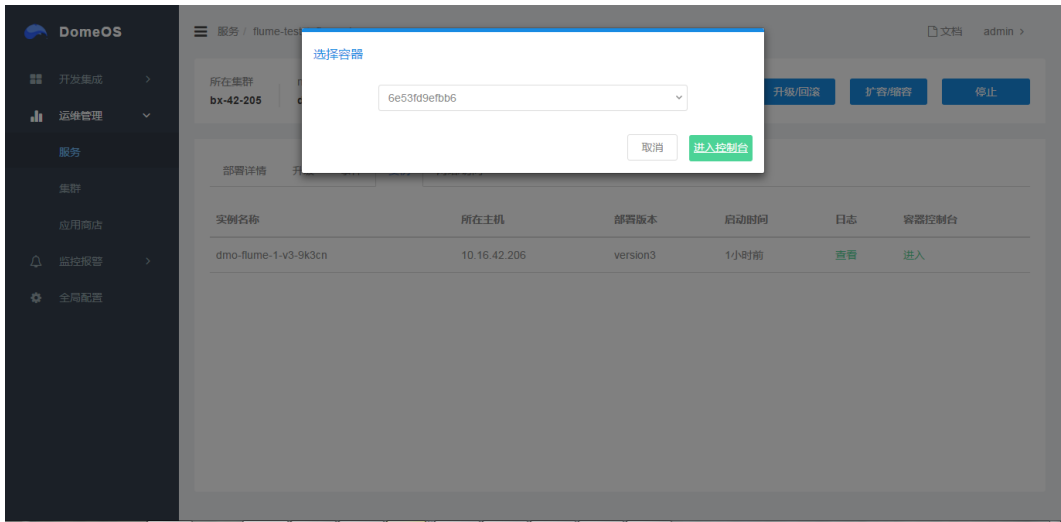 DomeOS
服务 / flume-test
文档 admin >
选择容器
开发集成
所在集群
bx-42-205
6e53fd9efbb6
升级/回滚 扩容/缩容 停止
运维管理
取消 进入控制台
服务
部署详情
集群
实例名称 所在主机 部署版本 启动时间 日志 容器控制台
应用商店
dmo-flume-1-v3-9k3cn 10.16.42.206 version3 1小时前 查看 进入
监控报警
全局配置